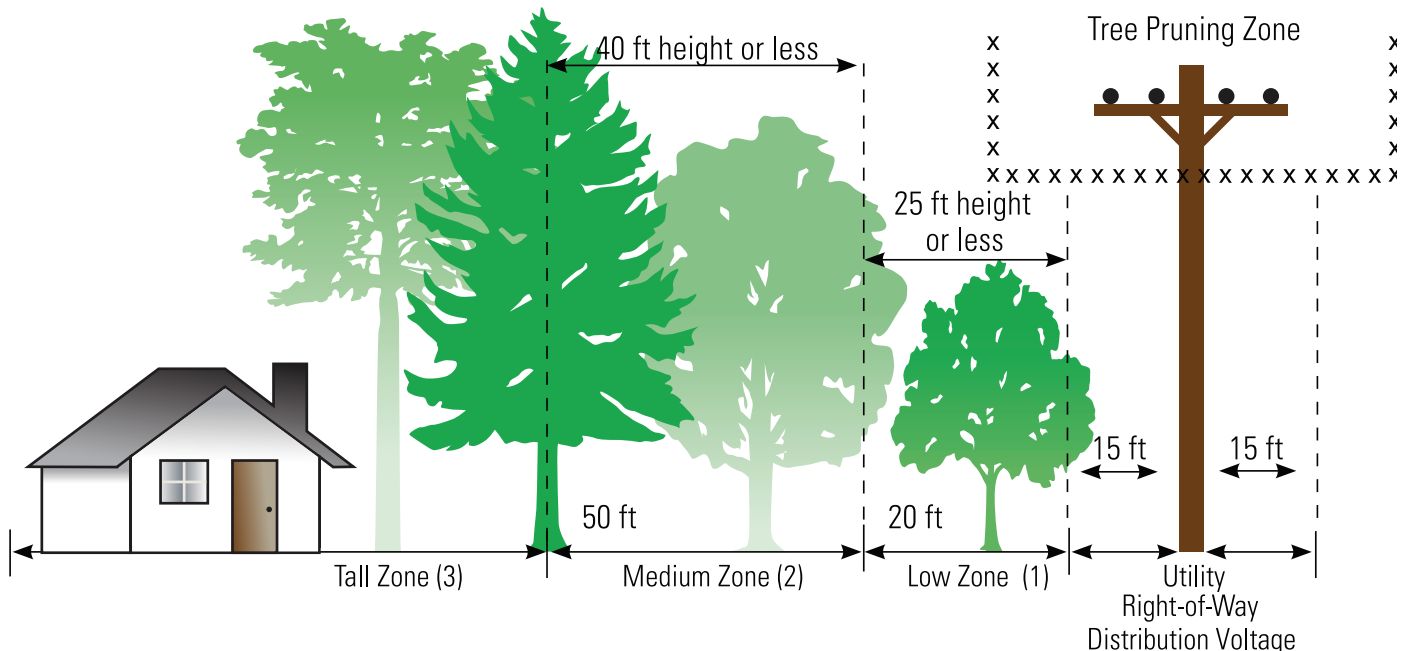 40 ft height or less
Tree Pruning Zone
x x
x x
x x
x x
x x
x x x x x x x x x x x x x x x x x x x
25 ft height
or less
15 ft
15 ft
50 ft
20 ft
Tall Zone (3)
Medium Zone (2)
Low Zone (1)
Utility
Right-of-Way
Distribution Voltage